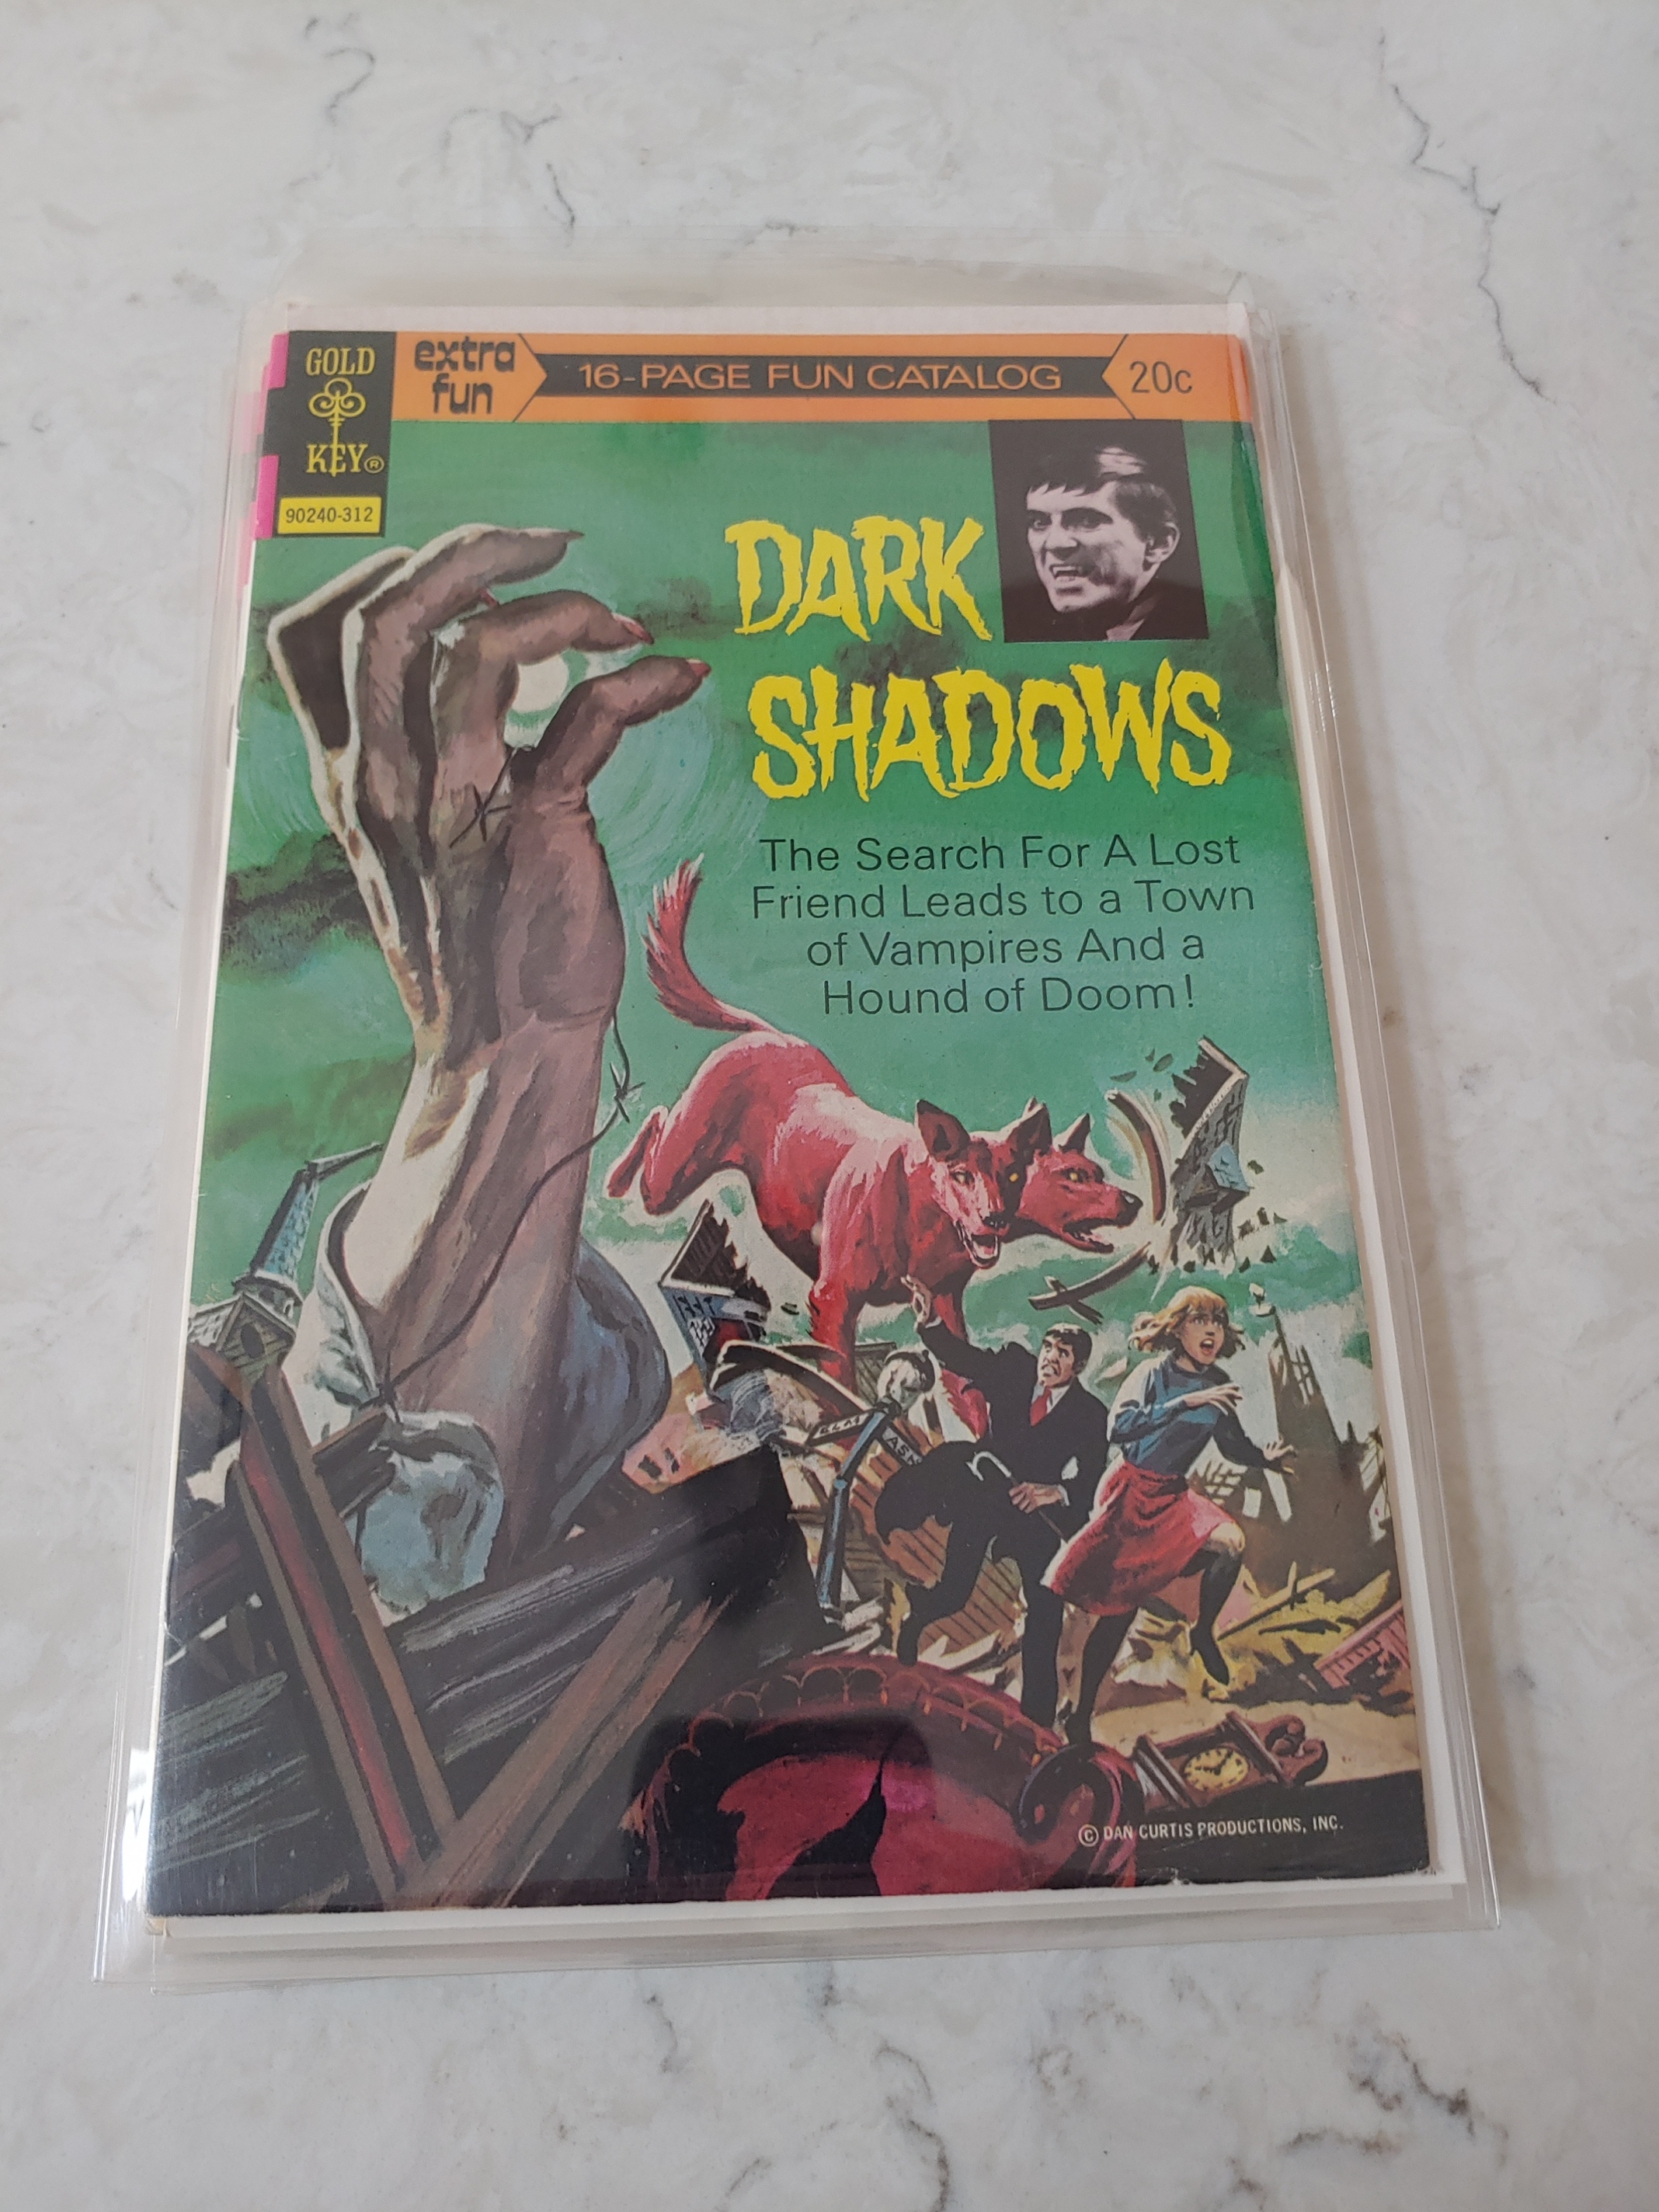 GOLD
KEY®
90240-312
extra
fun
16-PAGE FUN CATALOG
20c
DARK
SHADOWS
The Search For A Lost
Friend Leads to a Town
of Vampires And a
Hound of Doom!
ELM
© DAN CURTIS PRODUCTIONS, INC.